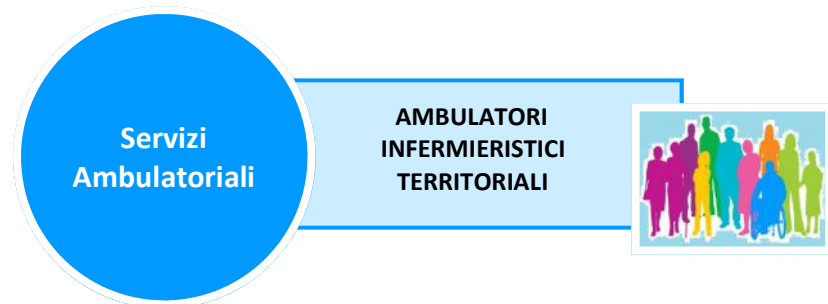 Servizi
Ambulatoriali
AMBULATORI
INFERMIERISTICI
TERRITORIALI